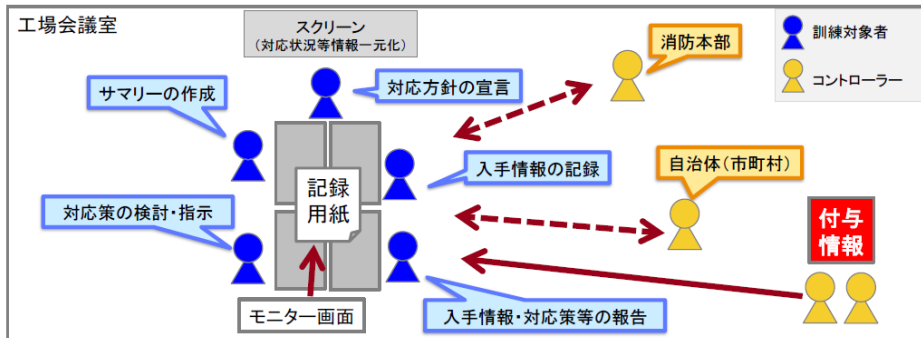 工場会議室
スクリーン
(対応状況等情報一元化)
消防本部
訓練対象者
コントローラー
サマリーの作成
対応方針の宣言
入手情報の記録
自治体(市町村)
記録
用紙
対応策の検討・指示
付与
情報
モニター画面
入手情報・対応策等の報告